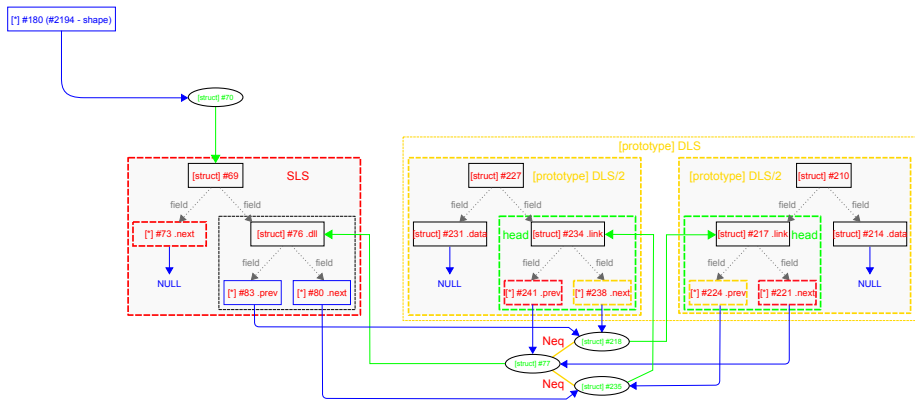 [*] #180 (#2194 - shape)
[struct] #79
[prototype] DLS
[struct] #69
SLS
[struct] #227
[prototype] DLS/2
[prototype] DLS/2
[struct] #210
field
field
field
field
field
field
[*] #73 .next
[struct] #76 .dll
[struct] #231 .data
head
[struct] #234 .link
[struct] #217 .link
head
[struct] #214 .data
field
field
field
field
field
field
NULL
[*] #83 .prev
[*] #80 .next
NULL
[*] #241 .prev
[*] #238 .next
[*] #224 .prev
[*] #221 .next
NULL
Neq
[struct] #218
[struct] #77
Neq
[struct] #235